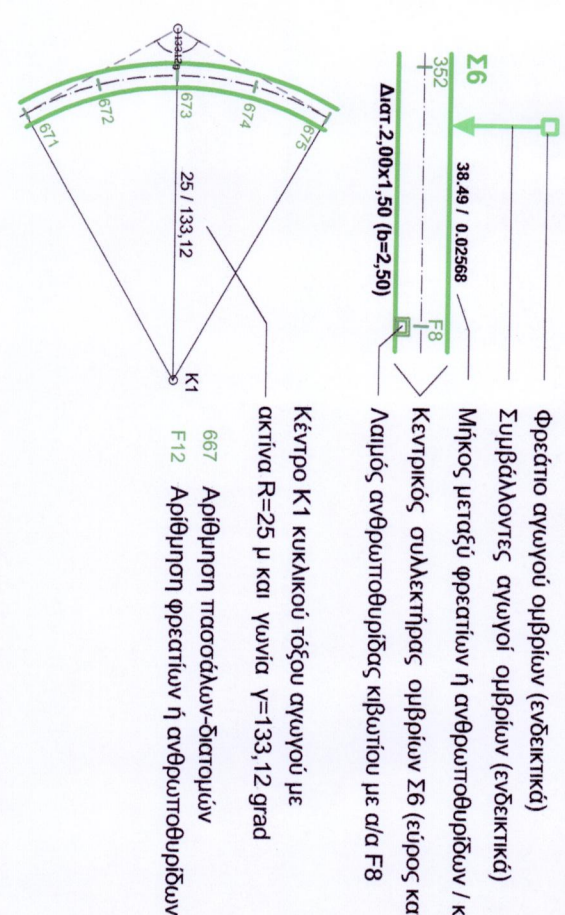 Σ6
352
38.49 / 0.02568
F8
Διατ.2,00x1,50 (b=2,50)
Φρεάτιο αγωγού ομβρίων (ενδεικτικά)
Συμβάλλοντες αγωγοί ομβρίων (ενδεικτικά)
Μήκος μεταξύ φρεατίων ή ανθρωποθυρίδων / κ
Κεντρικός συλλεκτήρας ομβρίων Σ6 (εύρος κα
Λαιμός ανθρωποθυρίδας κιβωτίου με α/α F8
133,12g
671
672
673
674
675
25 / 133,12
K1
Κέντρο Κ1 κυκλικού τόξου αγωγού με
ακτίνα R=25 μ και γωνία γ=133,12 grad
667 Αρίθμηση πασσάλων-διατομών
F12 Αρίθμηση φρεατίων ή ανθρωποθυρίδων